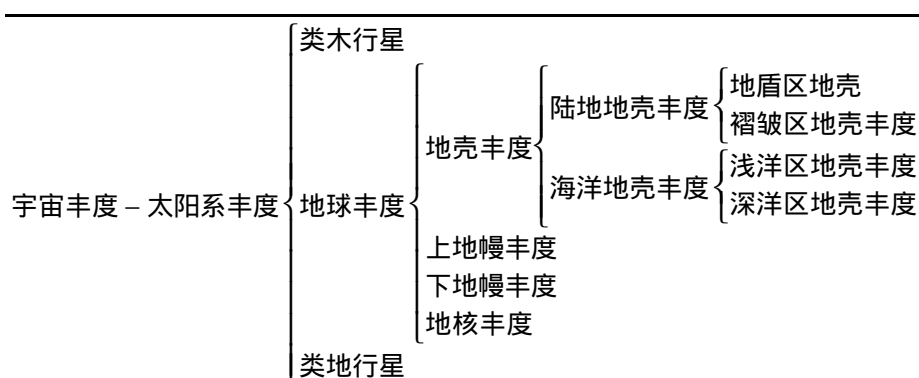 类木行星
地盾区地壳
陆地地壳丰度
褶皱区地壳丰度
地壳丰度
浅洋区地壳丰度
海洋地壳丰度
深洋区地壳丰度
宇宙丰度 – 太阳系丰度
地球丰度
上地幔丰度
下地幔丰度
地核丰度
类地行星